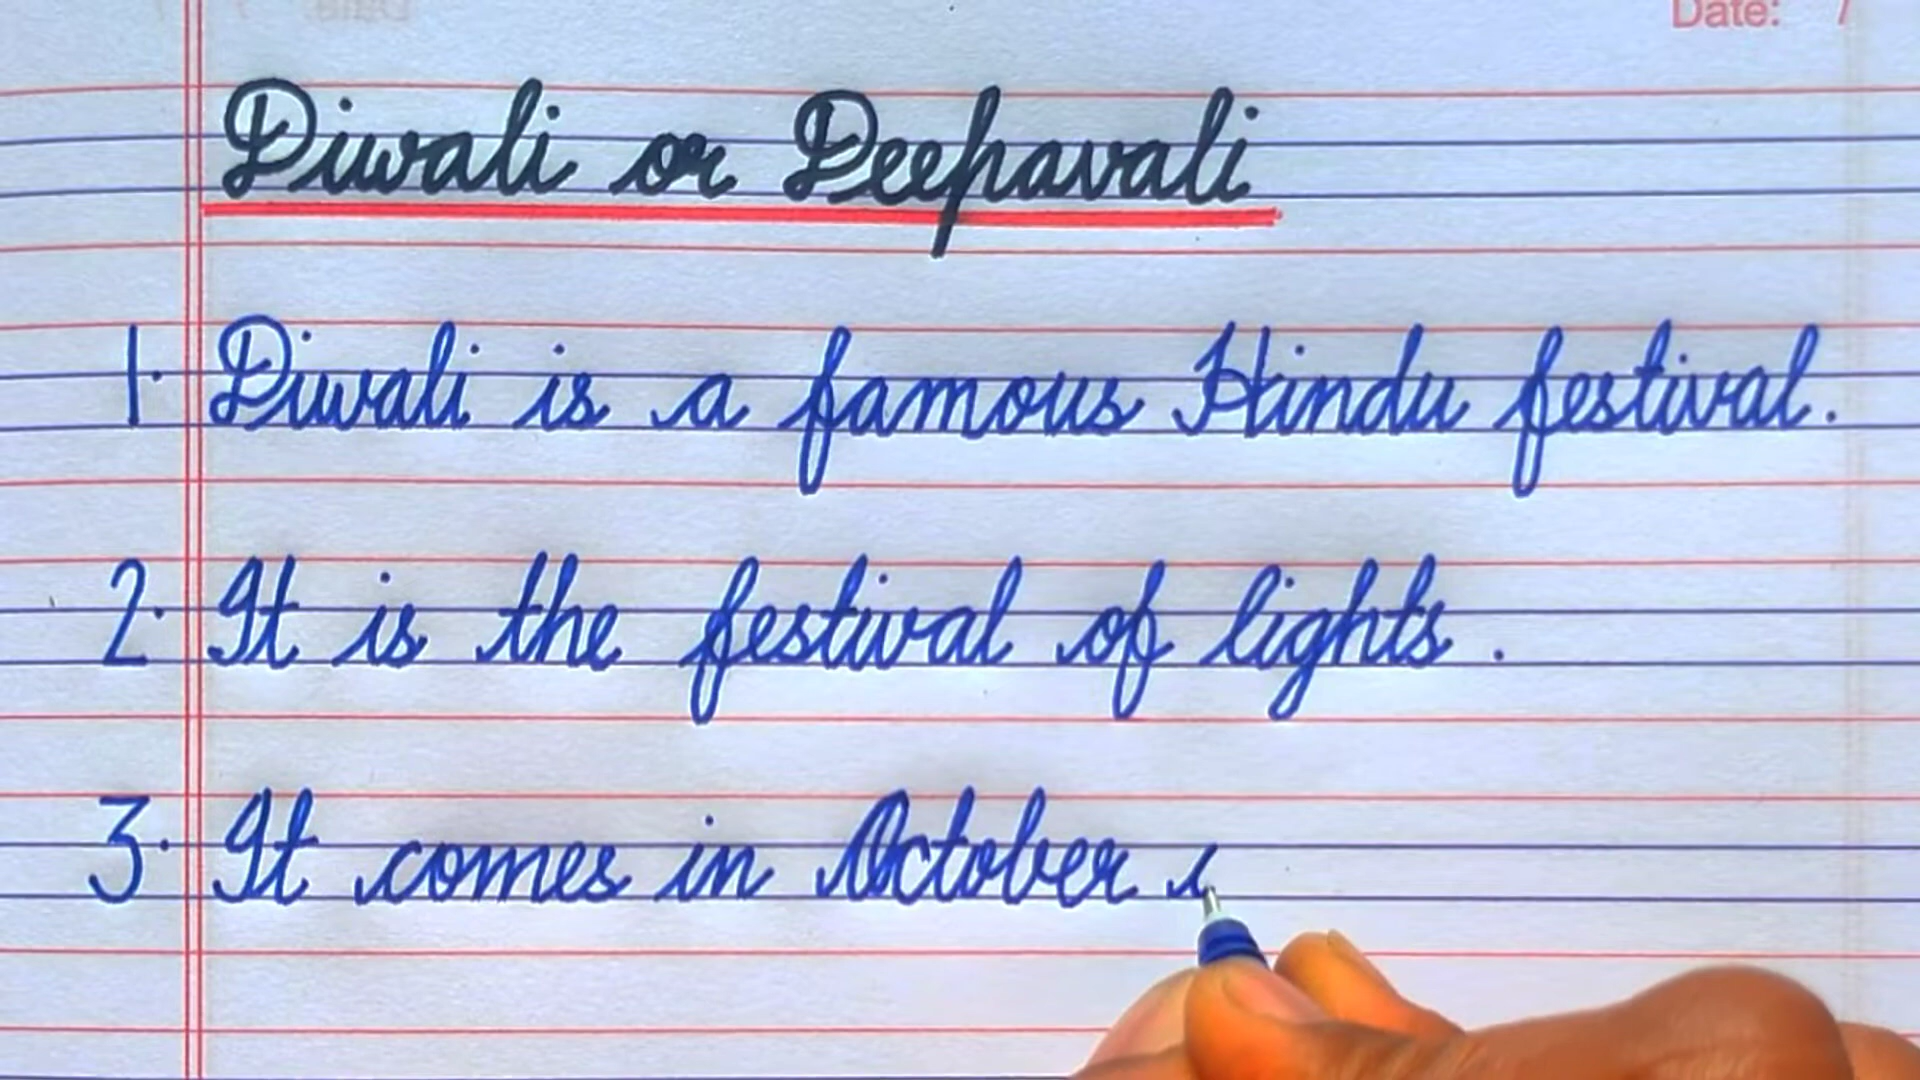 Date: /
Diwali or Deepavali
1. Diwali is a famous Hindu festival.
2. It is the festival of lights.
3. It comes in October